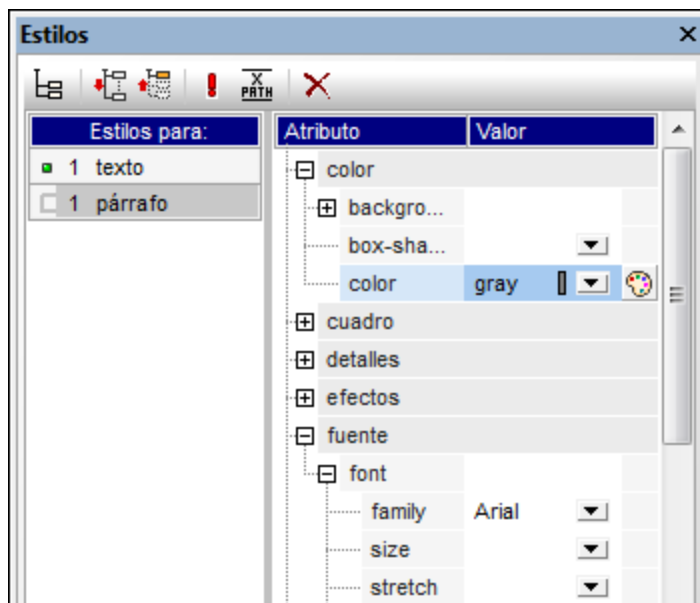 Estilos
X
PATH
Estilos para:
Atributo Valor
1 texto
1 párrafo
color
backgro...
box-sha...
color gray
cuadro
detalles
efectos
fuente
font
family Arial
size
stretch